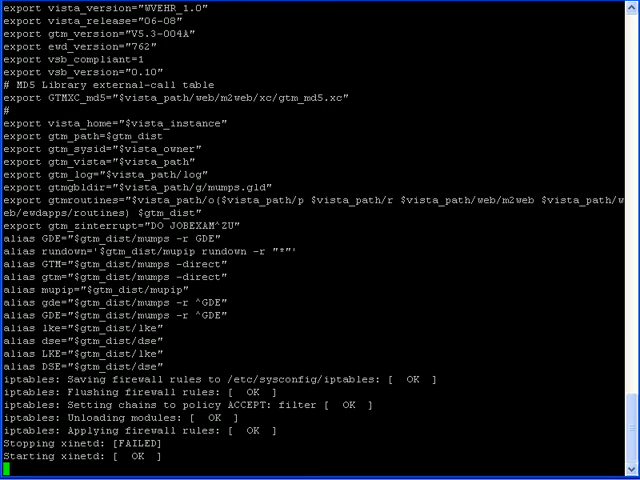 export vista_version="WVEHR_1.0"
export vista_release="06-08"
export gtm_version="V5.3-004A"
export ewd_version="762"
export vsb_compliant=1
export vsb_version="0.10"
# MD5 Library external-call table
export GTMXC_md5="$vista_path/web/m2web/xc/gtm_md5.xc"
#
export vista_home="$vista_instance"
export gtm_path=$gtm_dist
export gtm_sysid="$vista_owner"
export gtm_vista="$vista_path"
export gtm_log="$vista_path/log"
export gtmgbldir="$vista_path/g/mumps.gld"
export gtmroutines="$vista_path/o($vista_path/p $vista_path/r $vista_path/web/m2web $vista_path/w
eb/ewdapps/routines) $gtm_dist"
export gtm_zinterrupt="DO JOBEXAM^ZU"
alias GDE="$gtm_dist/mumps -r GDE"
alias rundown='$gtm_dist/mupip rundown -r "*"'
alias GTM="$gtm_dist/mumps -direct"
alias gtm="$gtm_dist/mumps -direct"
alias mupip="$gtm_dist/mupip"
alias gde="$gtm_dist/mumps -r ^GDE"
alias GDE="$gtm_dist/mumps -r ^GDE"
alias lke="$gtm_dist/lke"
alias dse="$gtm_dist/dse"
alias LKE="$gtm_dist/lke"
alias DSE="$gtm_dist/dse"
iptables: Saving firewall rules to /etc/sysconfig/iptables: [  OK  ]
iptables: Flushing firewall rules: [  OK  ]
iptables: Setting chains to policy ACCEPT: filter [  OK  ]
iptables: Unloading modules: [  OK  ]
iptables: Applying firewall rules: [  OK  ]
Stopping xinetd: [FAILED]
Starting xinetd: [  OK  ]